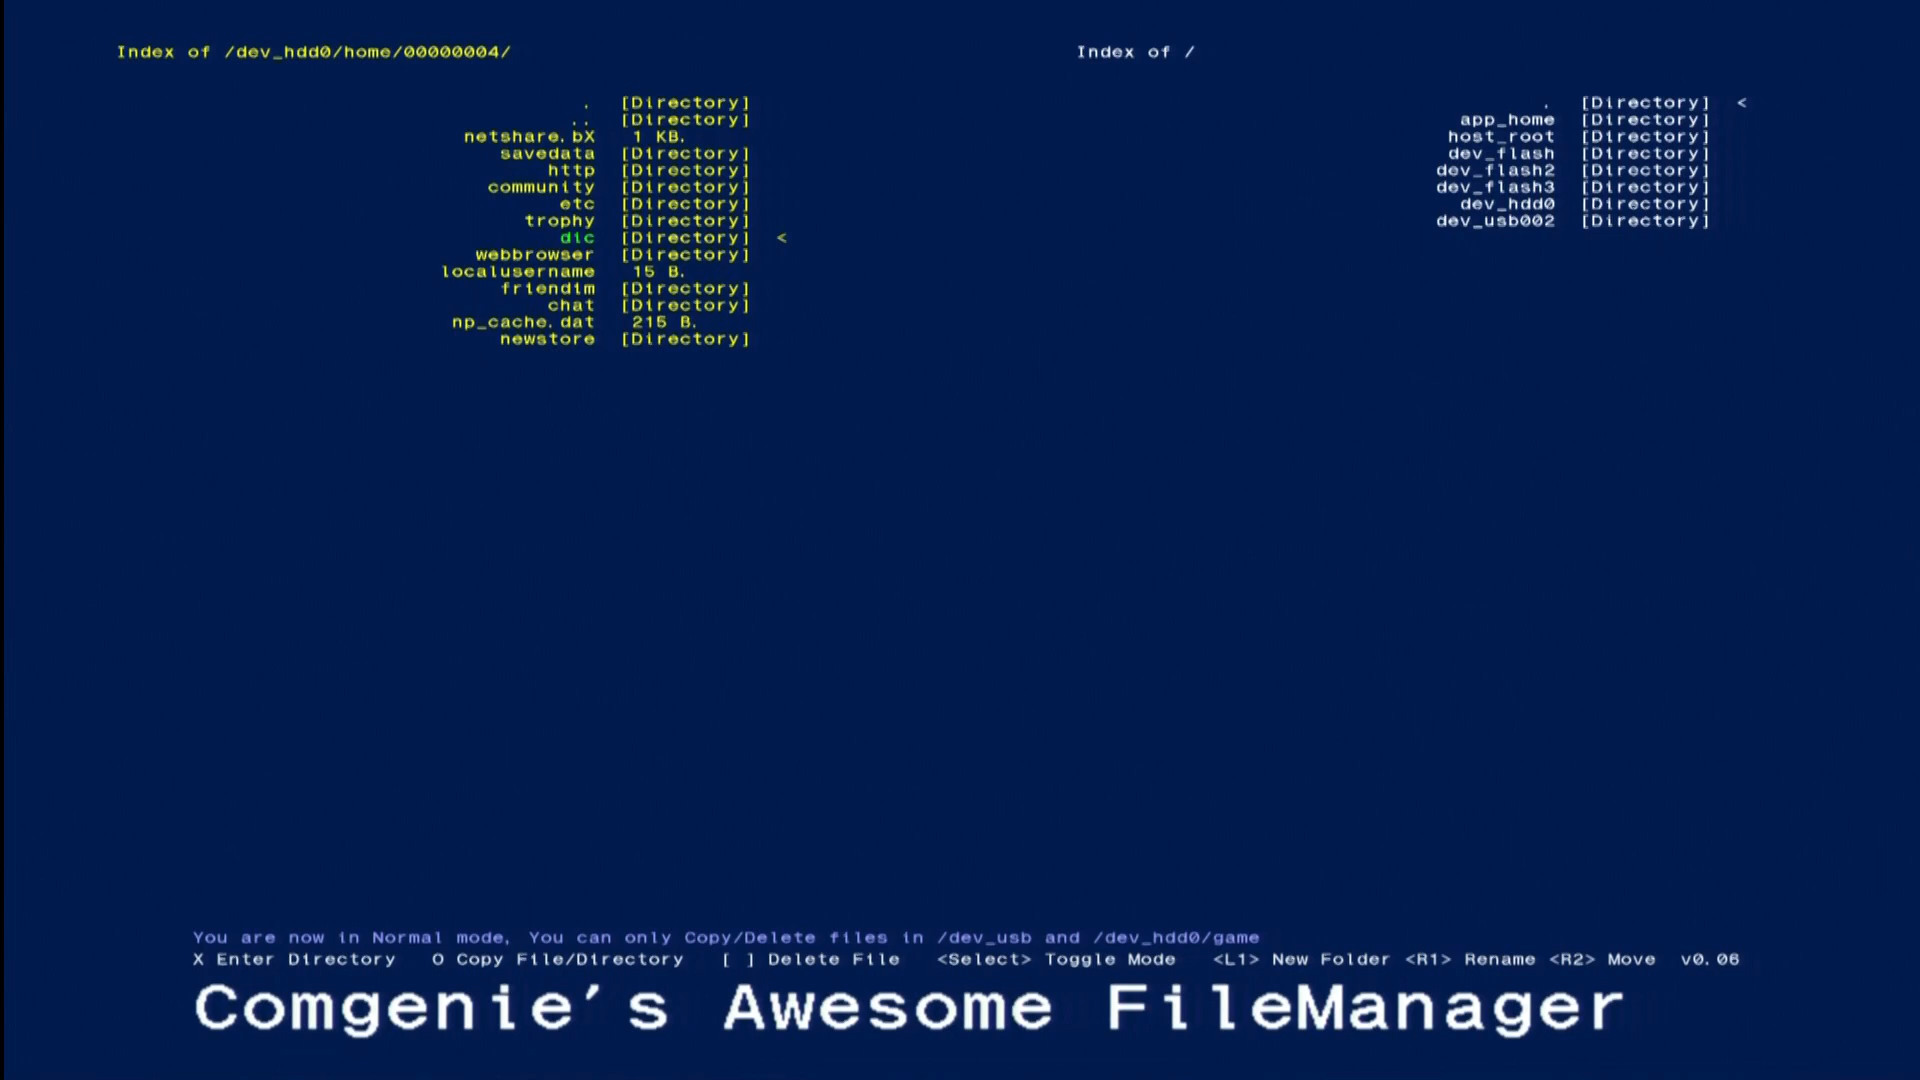 Index of /dev_hdd0/home/00000004/
. [Directory]
.. [Directory]
netshare.bX 1 KB.
savedata [Directory]
http [Directory]
community [Directory]
etc [Directory]
trophy [Directory]
dic [Directory] <
webbrowser [Directory]
localusername 15 B.
friendim [Directory]
chat [Directory]
np_cache.dat 215 B.
newstore [Directory]
Index of /
. [Directory] <
app_home [Directory]
host_root [Directory]
dev_flash [Directory]
dev_flash2 [Directory]
dev_flash3 [Directory]
dev_hdd0 [Directory]
dev_usb002 [Directory]
You are now in Normal mode, You can only Copy/Delete files in /dev_usb and /dev_hdd0/game
X Enter Directory O Copy File/Directory [ ] Delete File <Select> Toggle Mode <L1> New Folder <R1> Rename <R2> Move v0.06
Comgenie's Awesome FileManager